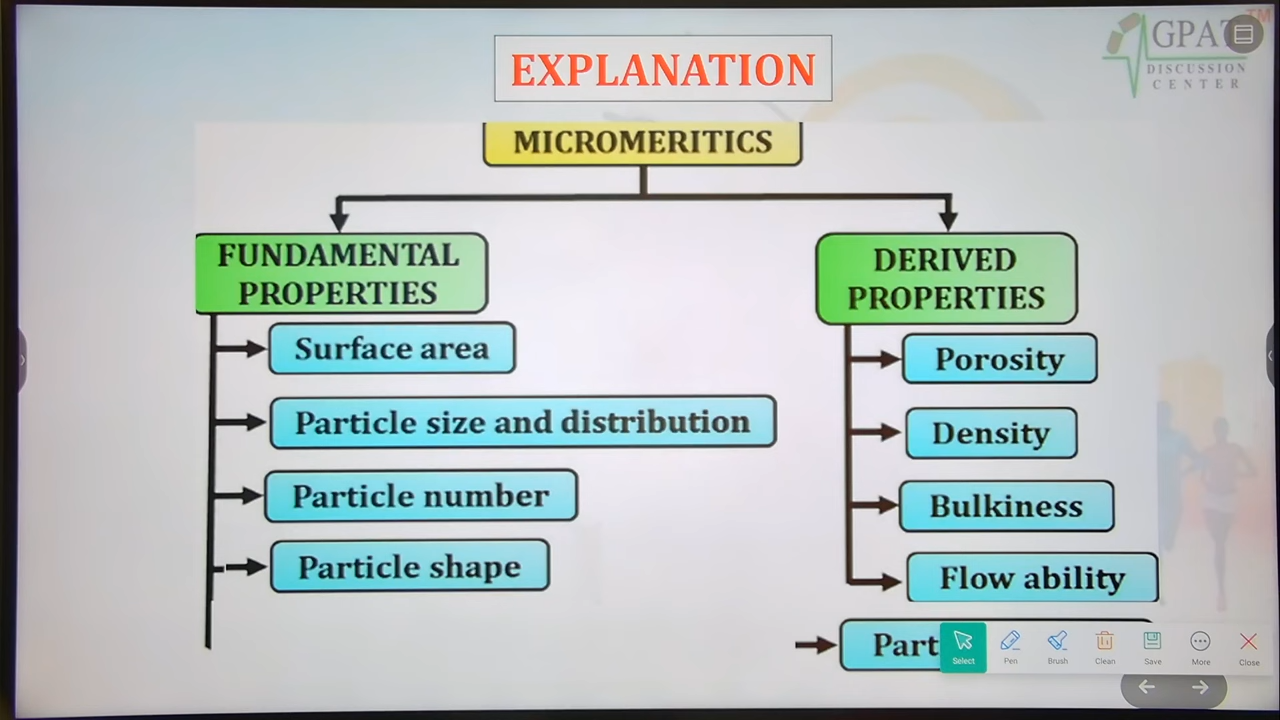 EXPLANATION
GPAT
TM
DISCUSSION
CENTER
MICROMERITICS
FUNDAMENTAL
PROPERTIES
Surface area
Particle size and distribution
Particle number
Particle shape
DERIVED
PROPERTIES
Porosity
Density
Bulkiness
Flow ability
Part
Select
Pen
Brush
Clean
Save
More
Close